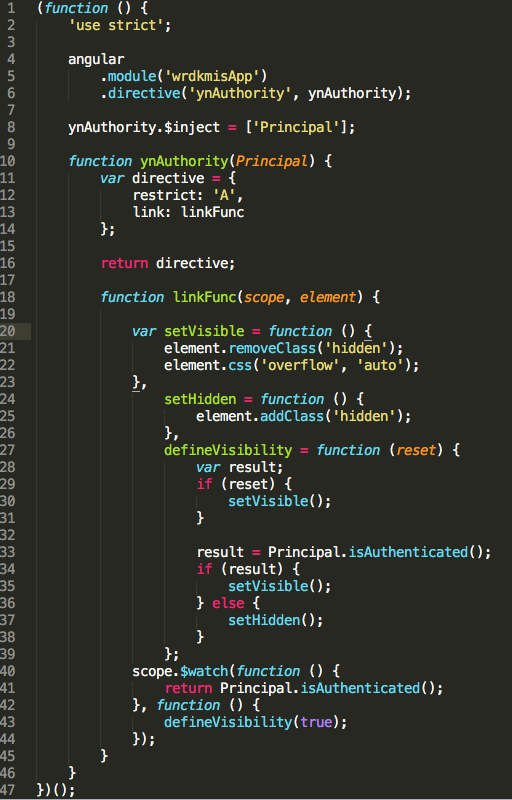 1 (function () {
2     'use strict';
3
4     angular
5         .module('wrdkmisApp')
6         .directive('ynAuthority', ynAuthority);
7
8     ynAuthority.$inject = ['Principal'];
9
10     function ynAuthority(Principal) {
11         var directive = {
12             restrict: 'A',
13             link: linkFunc
14         };
15
16         return directive;
17
18         function linkFunc(scope, element) {
19
20             var setVisible = function () {
21                 element.removeClass('hidden');
22                 element.css('overflow', 'auto');
23             },
24                 setHidden = function () {
25                     element.addClass('hidden');
26                 },
27                 defineVisibility = function (reset) {
28                     var result;
29                     if (reset) {
30                         setVisible();
31                     }
32
33                     result = Principal.isAuthenticated();
34                     if (result) {
35                         setVisible();
36                     } else {
37                         setHidden();
38                     }
39                 };
40             scope.$watch(function () {
41                 return Principal.isAuthenticated();
42             }, function () {
43                 defineVisibility(true);
44             });
45         }
46     }
47 })();